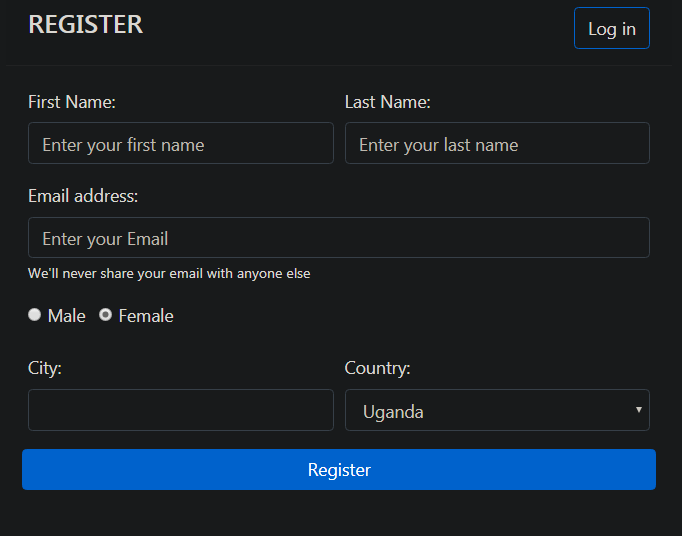 REGISTER Log in
First Name: Last Name:
Enter your first name Enter your last name
Email address:
Enter your Email
We'll never share your email with anyone else
Male Female
City: Country:
Uganda
Register